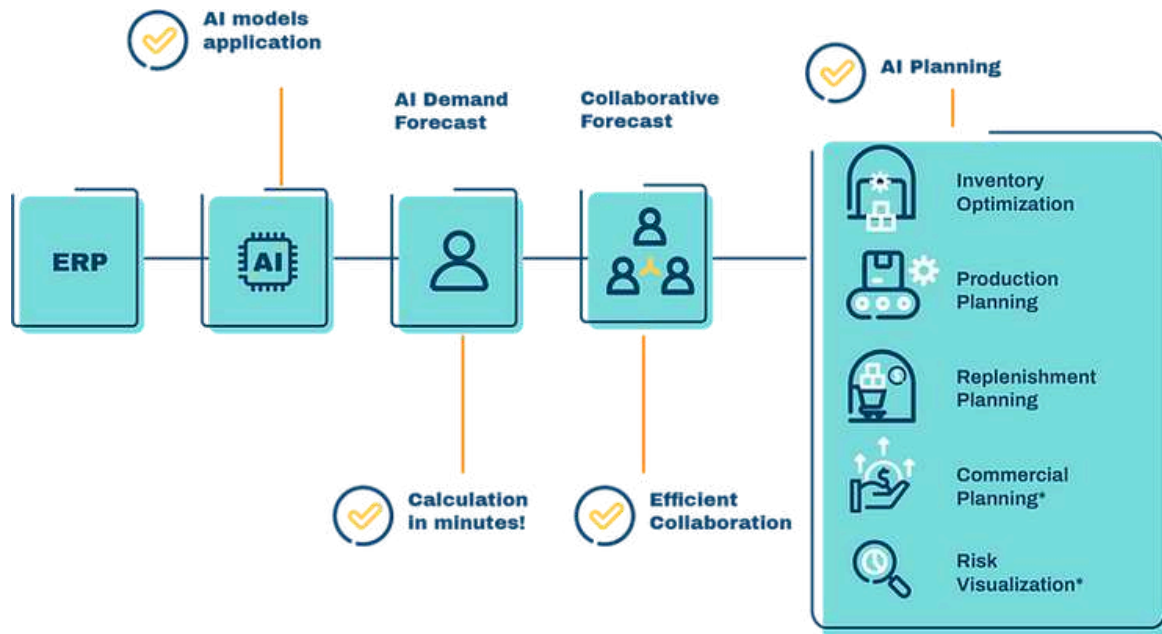 AI models
application
AI Planning
AI Demand
Forecast
Collaborative
Forecast
ERP
AI
Inventory
Optimization
Production
Planning
Replenishment
Planning
Commercial
Planning*
Risk
Visualization*
Calculation
in minutes!
Efficient
Collaboration
$